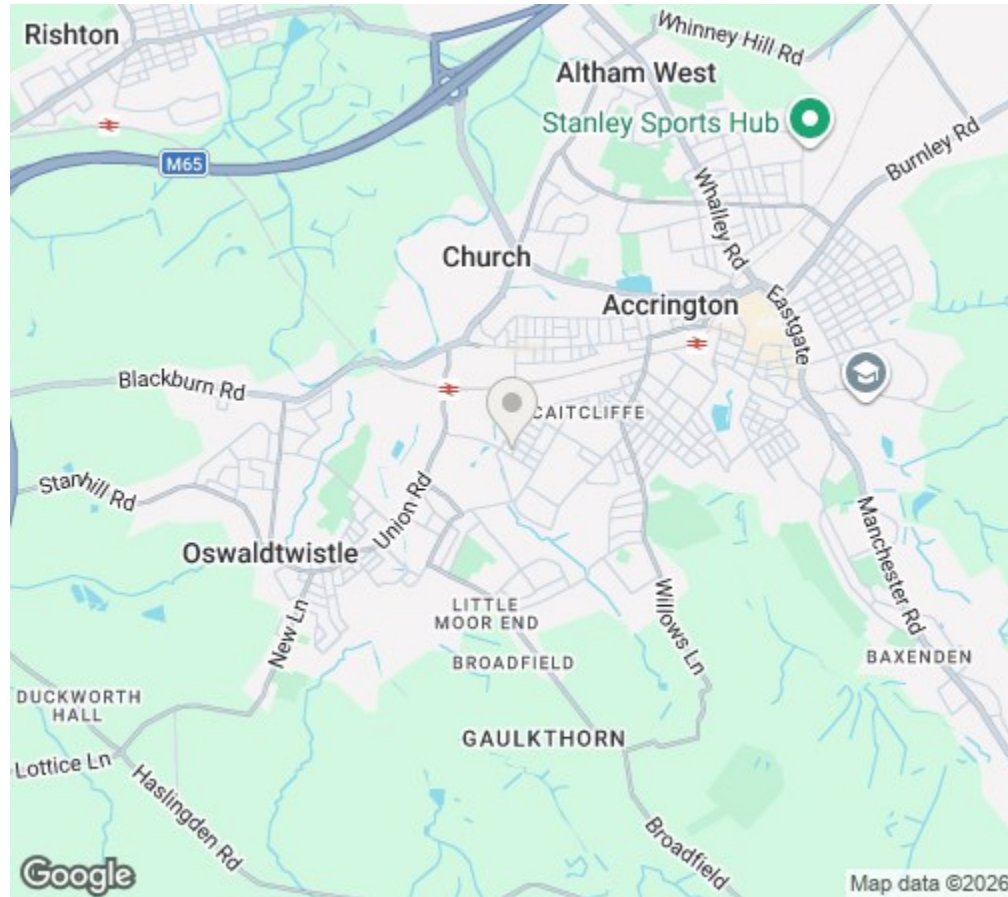 Rishton
Whinney Hill Rd
Altham West
Stanley Sports Hub
Burnley Rd
M65
Whalley Rd
Church
Accrington
Eastgate
Blackburn Rd
CAITCLIFFE
Stanhill Rd
Union Rd
Manchester Rd
Oswaldtwistle
LITTLE
MOOR END
Willows Ln
New Ln
BROADFIELD
BAXENDEN
DUCKWORTH
HALL
GAULKTHORN
Lottice Ln
Haslingden Rd
Broadfield
Google
Map data ©2026